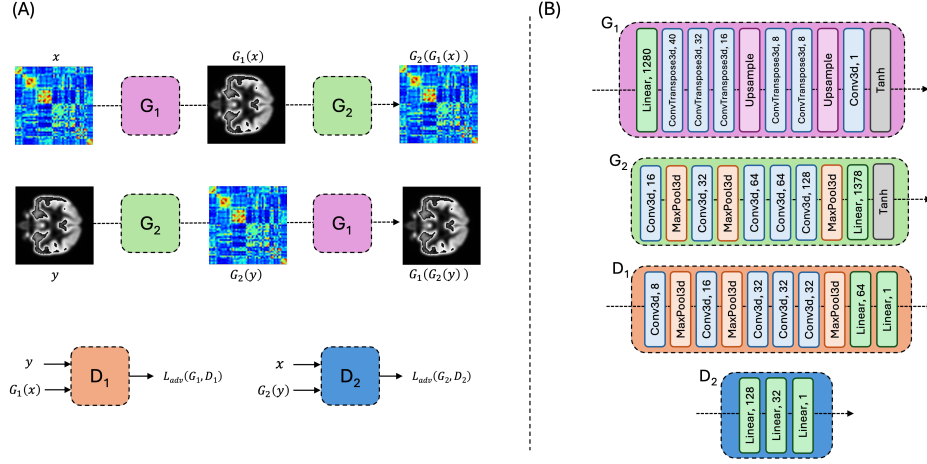 (A)
x
G₁(x)
G₂(G₁(x))
G₁
G₂
G₂
G₁
y
G₂(y)
G₁(G₂(y))
y
G₁(x)
D₁
L_adv(G₁, D₁)
x
G₂(y)
D₂
L_adv(G₂, D₂)
(B)
G₁
Linear, 1280
ConvTranspose3d, 40
ConvTranspose3d, 32
ConvTranspose3d, 16
Upsample
ConvTranspose3d, 8
ConvTranspose3d, 8
Upsample
Conv3d, 1
Tanh
G₂
Conv3d, 16
MaxPool3d
Conv3d, 32
MaxPool3d
Conv3d, 64
Conv3d, 64
Conv3d, 128
MaxPool3d
Linear, 1378
Tanh
D₁
Conv3d, 8
MaxPool3d
Conv3d, 16
MaxPool3d
Conv3d, 32
Conv3d, 32
Conv3d, 32
MaxPool3d
Linear, 64
Linear, 1
D₂
Linear, 128
Linear, 32
Linear, 1